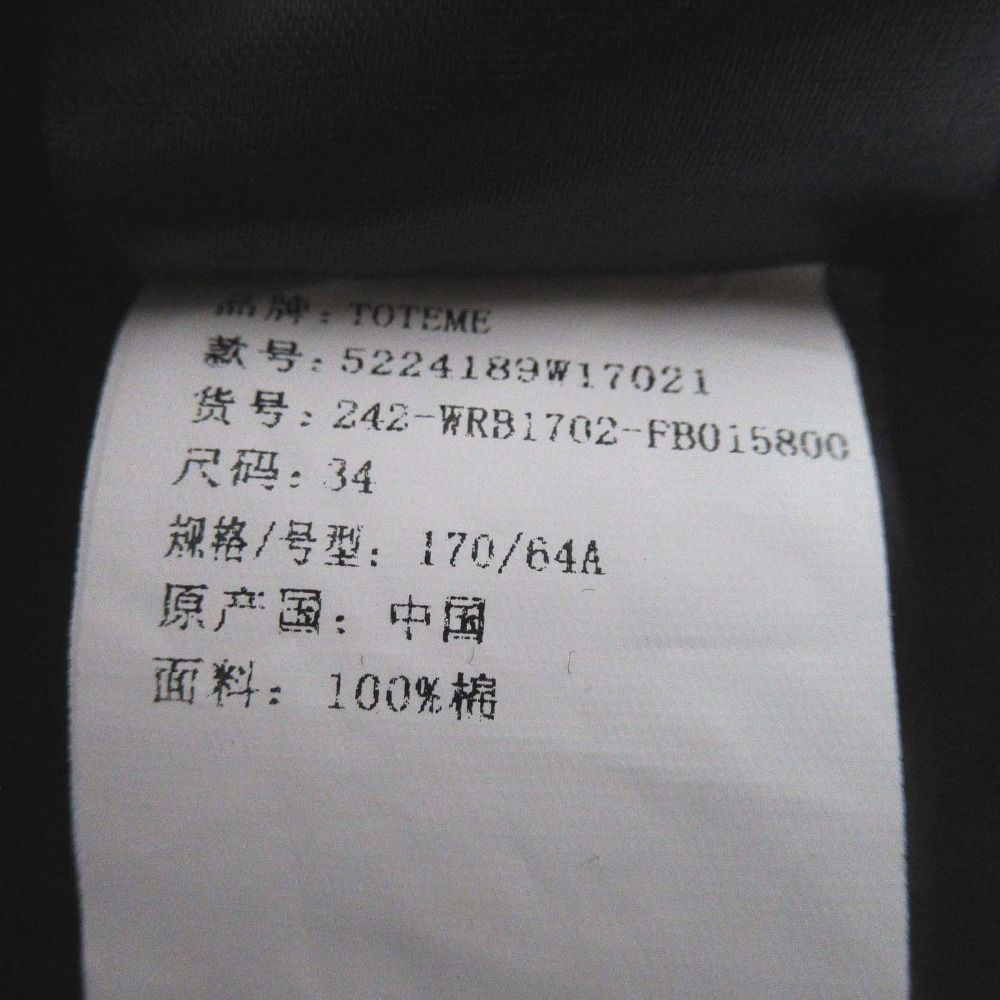 品牌：TOTEME
款号：5224189W17021
货号：242-WRB1702-FB015800
尺码：34
规格/号型：170/64A
原产国：中国
面料：100%棉